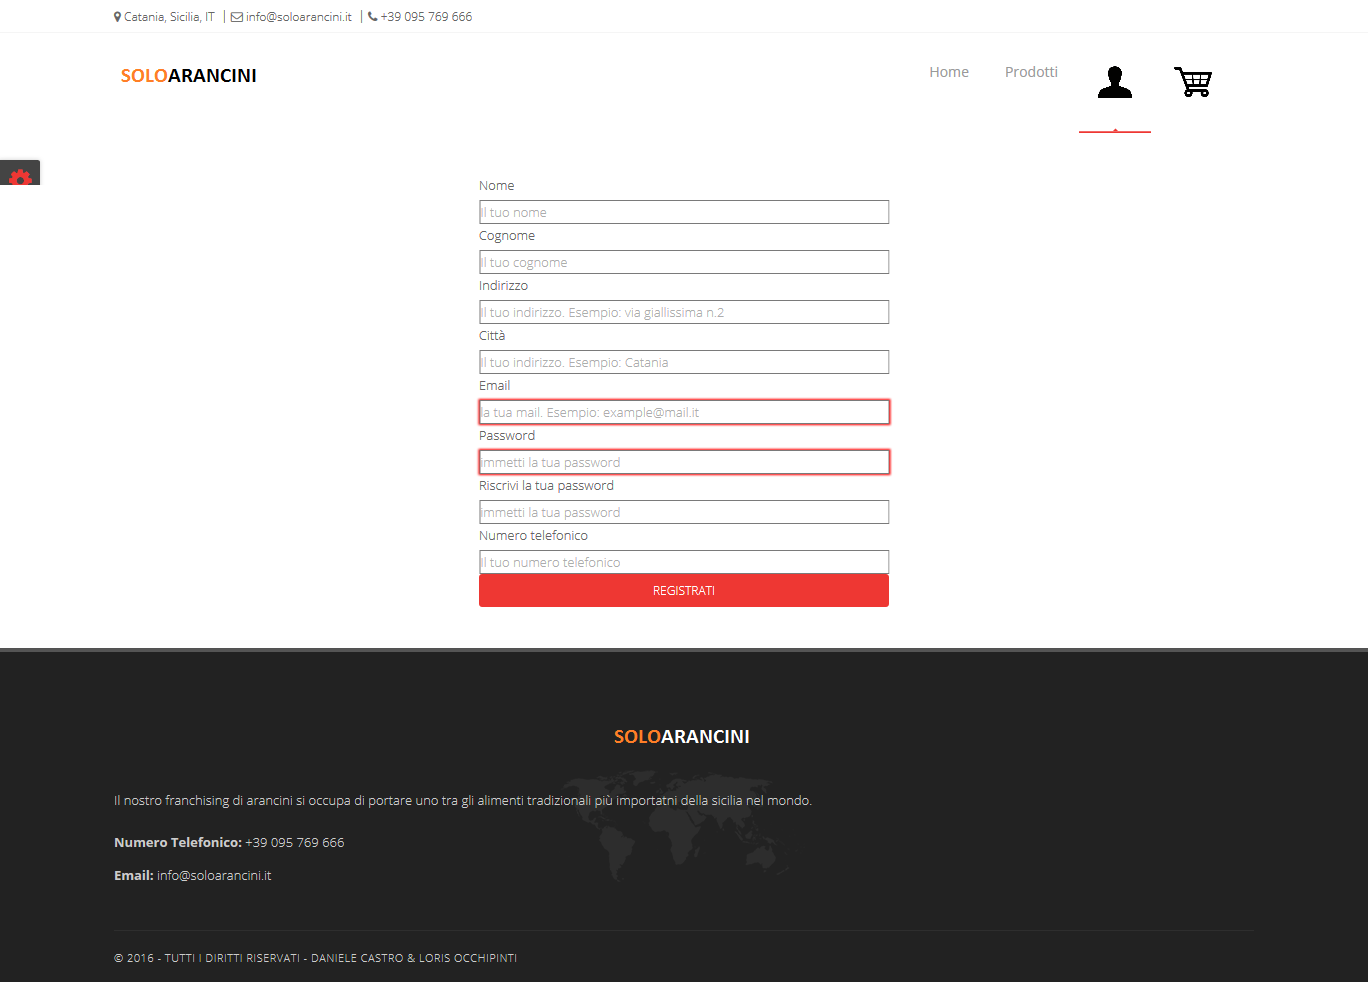 Catania, Sicilia, IT | info@soloarancini.it | +39 095 769 666
SOLOARANCINI
Home Prodotti
Nome
Il tuo nome
Cognome
Il tuo cognome
Indirizzo
Il tuo indirizzo. Esempio: via giallissima n.2
Città
Il tuo indirizzo. Esempio: Catania
Email
la tua mail. Esempio: example@mail.it
Password
immetti la tua password
Riscrivi la tua password
immetti la tua password
Numero telefonico
Il tuo numero telefonico
REGISTRATI
SOLOARANCINI
Il nostro franchising di arancini si occupa di portare uno tra gli alimenti tradizionali più importatni della sicilia nel mondo.
Numero Telefonico: +39 095 769 666
Email: info@soloarancini.it
© 2016 - TUTTI I DIRITTI RISERVATI - DANIELE CASTRO & LORIS OCCHIPINTI